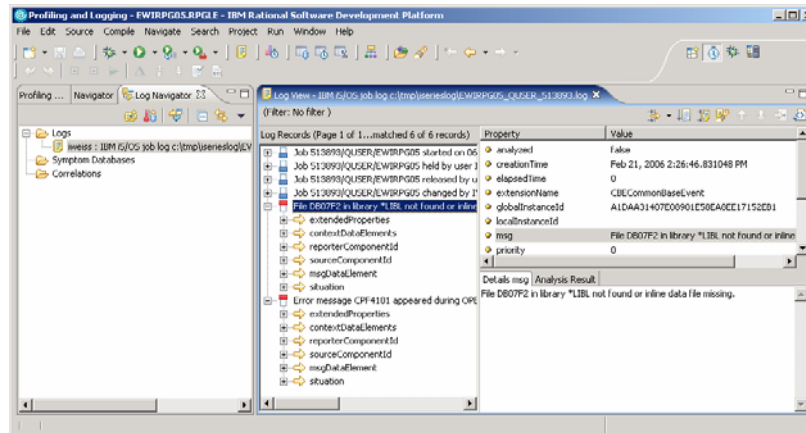 Profiling and Logging - EWIRPG05.RPGLE - IBM Rational Software Development Platform
File Edit Source Compile Navigate Search Project Run Window Help
Profiling ... Navigator Log Navigator
Logs
iweiss : IBM i5/OS job log c:\tmp\iserieslog\EV
Symptom Databases
Correlations
Log View - IBM i5/OS job log c:\tmp\iserieslog\EWIRPG05_QUSER_513893.log
(Filter: No filter )
Log Records (Page 1 of 1...matched 6 of 6 records)
Job 513893/QUSER/EWIRPG05 started on 06
Job 513893/QUSER/EWIRPG05 held by user I
Job 513893/QUSER/EWIRPG05 released by u
Job 513893/QUSER/EWIRPG05 changed by I
File DB07F2 in library *LIBL not found or inline
extendedProperties
contextDataElements
reporterComponentId
sourceComponentId
msgDataElement
situation
Error message CPF4101 appeared during OPE
extendedProperties
contextDataElements
reporterComponentId
sourceComponentId
msgDataElement
situation
Property Value
analyzed false
creationTime Feb 21, 2006 2:26:46.831048 PM
elapsedTime 0
extensionName CBECommonBaseEvent
globalInstanceId
localInstanceId
msg File DB07F2 in library *LIBL not found or inline
priority 0
Details msg Analysis Result
File DB07F2 in library *LIBL not found or inline data file missing.